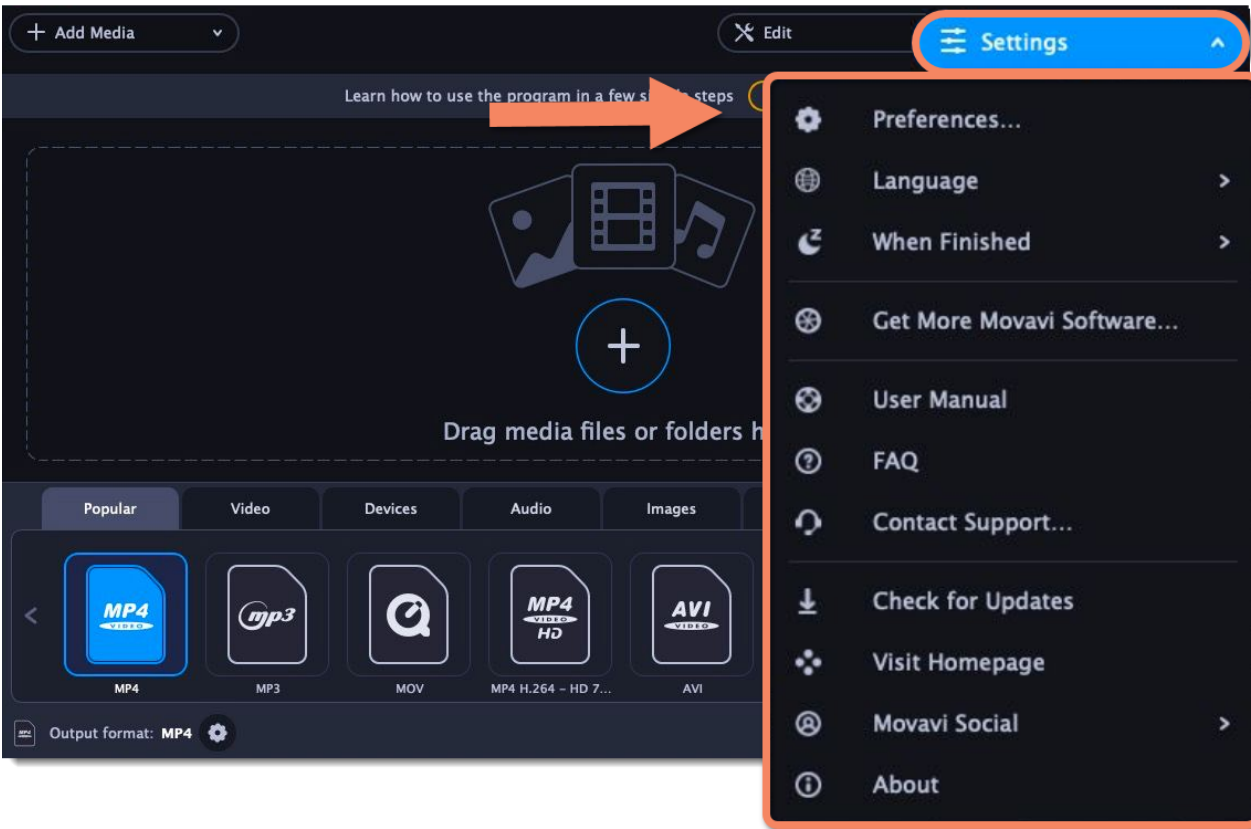 Add Media
Edit
Settings
Learn how to use the program in a few steps
Preferences...
Language
When Finished
Get More Movavi Software...
User Manual
FAQ
Contact Support...
Check for Updates
Visit Homepage
Movavi Social
About
Drag media files or folders
Popular
Video
Devices
Audio
Images
MP4
VIDEO
mp3
MP4
VIDEO
HD
AVI
VIDEO
MP4
MP3
MOV
MP4 H.264 – HD 7...
AVI
Output format: MP4